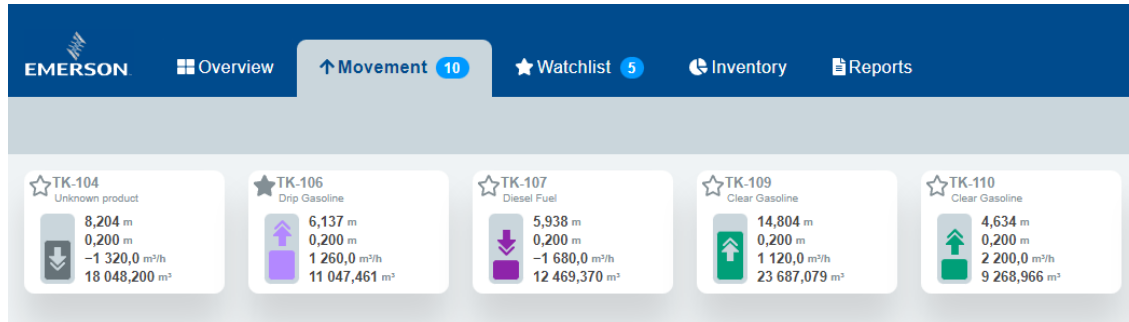 EMERSON
Overview
Movement 10
Watchlist 5
Inventory
Reports
TK-104
Unknown product
8,204 m
0,200 m
−1 320,0 m³/h
18 048,200 m³
TK-106
Drip Gasoline
6,137 m
0,200 m
1 260,0 m³/h
11 047,461 m³
TK-107
Diesel Fuel
5,938 m
0,200 m
−1 680,0 m³/h
12 469,370 m³
TK-109
Clear Gasoline
14,804 m
0,200 m
1 120,0 m³/h
23 687,079 m³
TK-110
Clear Gasoline
4,634 m
0,200 m
2 200,0 m³/h
9 268,966 m³